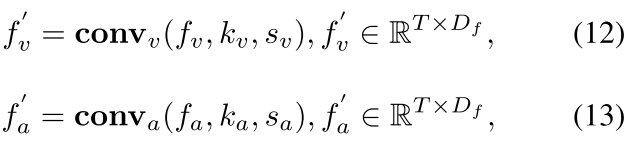 f_v^′ = conv_v(f_v, k_v, s_v), f_v^′ ∈ ℝ^{T×D_f}, (12)
f_a^′ = conv_a(f_a, k_a, s_a), f_a^′ ∈ ℝ^{T×D_f}, (13)